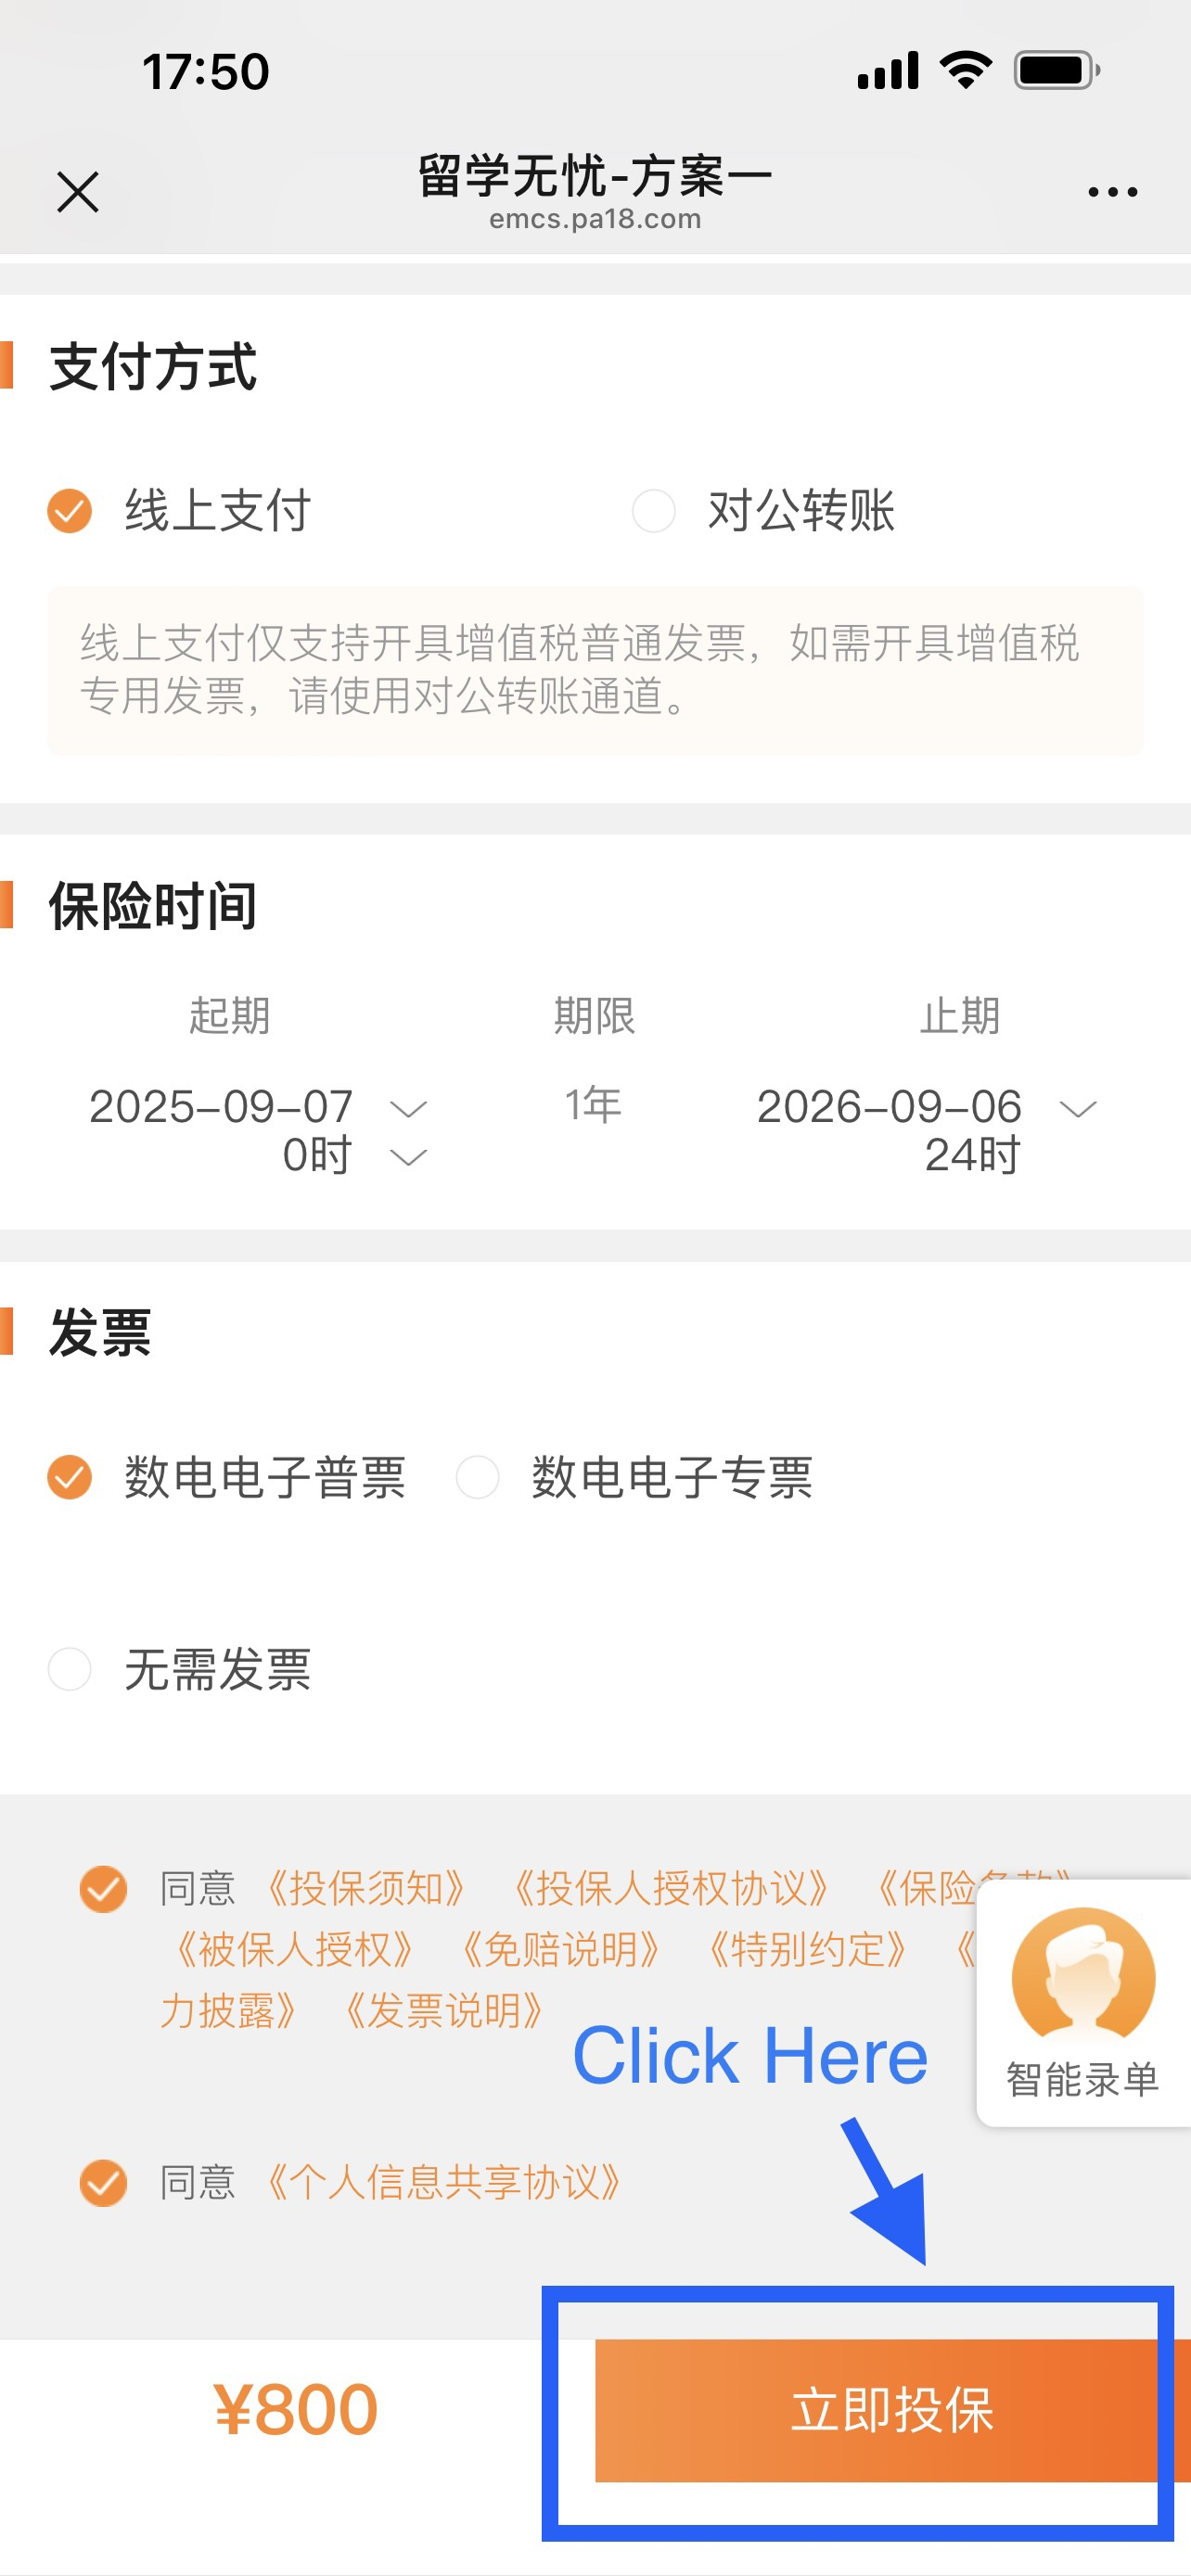 17:50
留学无忧-方案一
emcs.pa18.com
支付方式
线上支付
对公转账
线上支付仅支持开具增值税普通发票，如需开具增值税
专用发票，请使用对公转账通道。
保险时间
起期 期限 止期
2025-09-07 1年 2026-09-06
0时 24时
发票
数电电子普票 数电电子专票
无需发票
同意 《投保须知》 《投保人授权协议》 《保险条款》
《被保人授权》 《免赔说明》 《特别约定》 《
力披露》 《发票说明》
Click Here
智能录单
同意 《个人信息共享协议》
¥800
立即投保